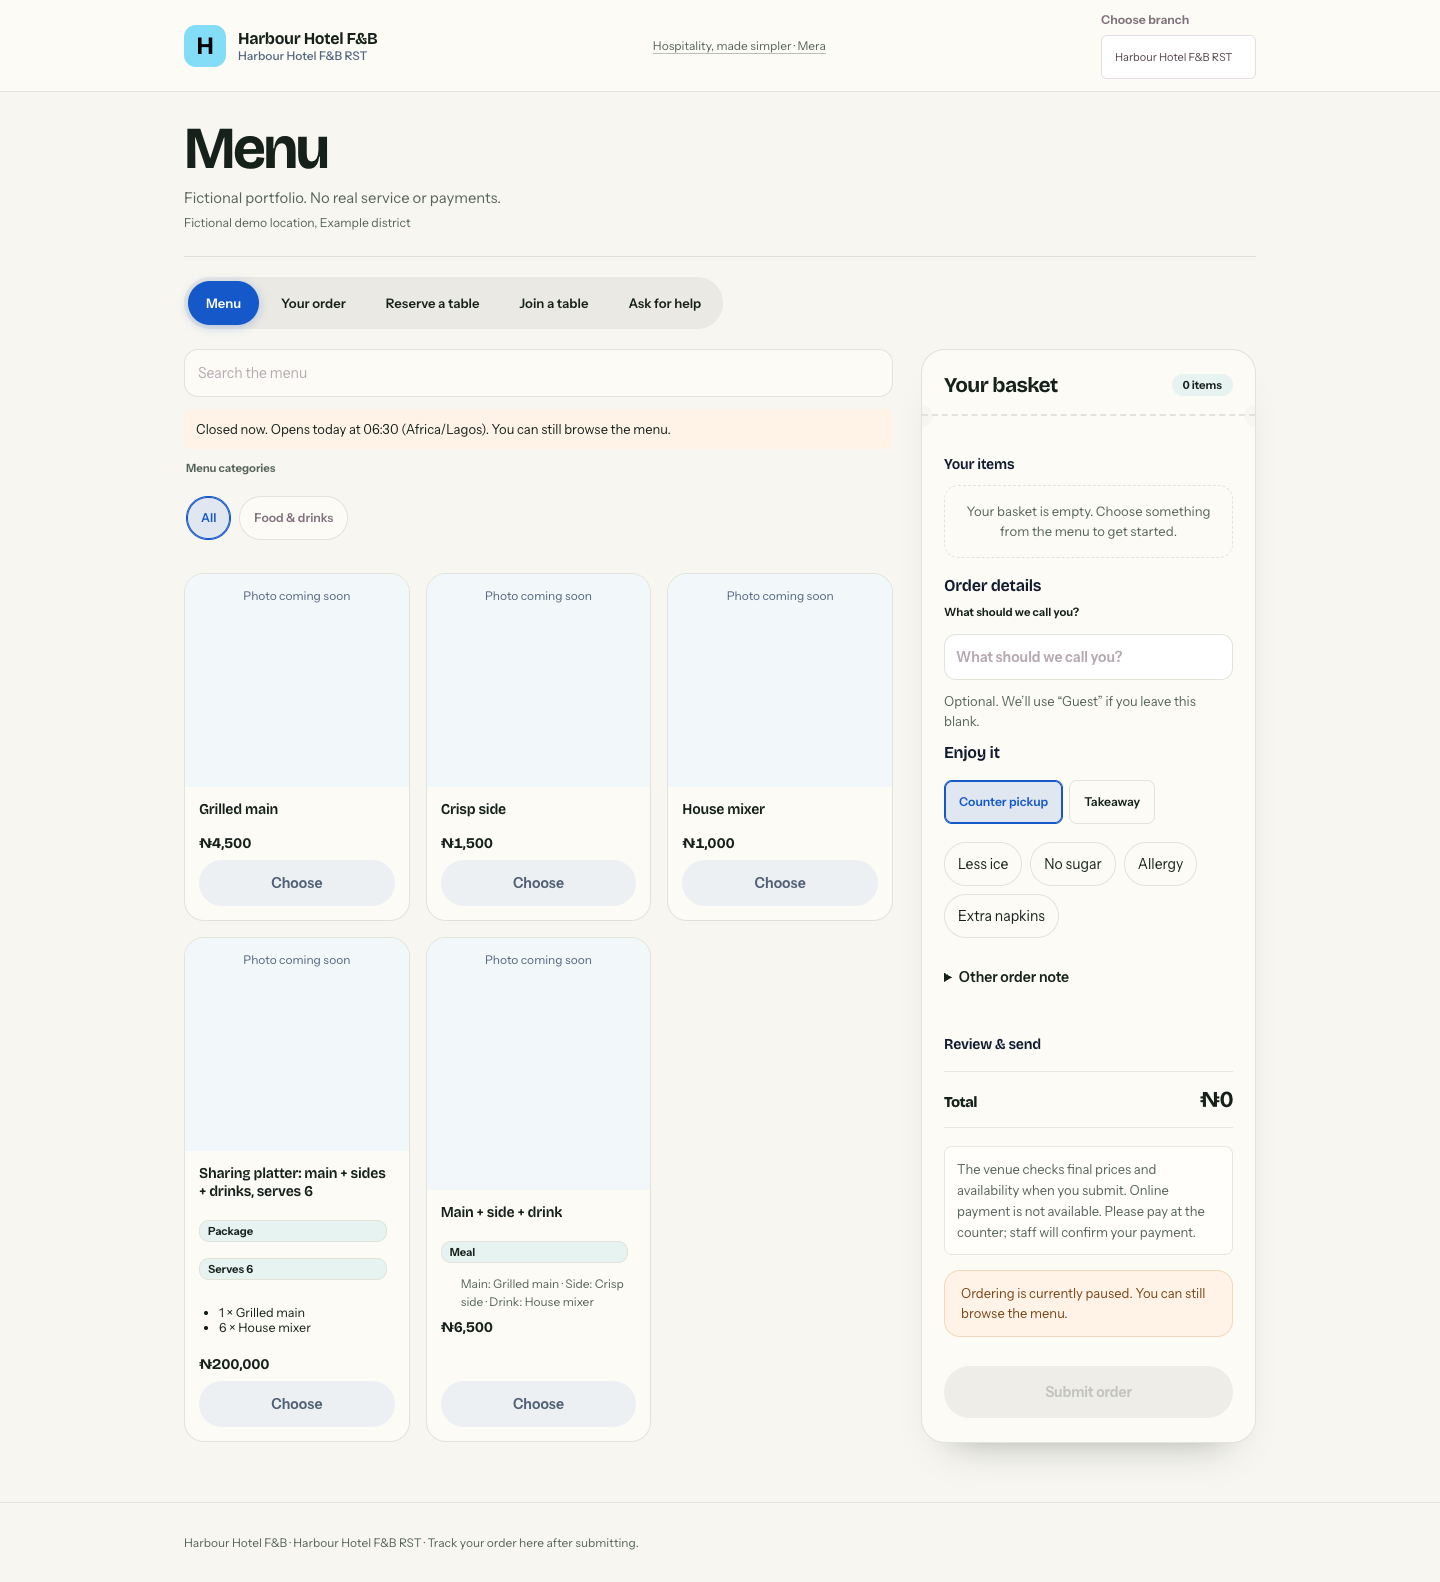 H
Harbour Hotel F&B
Harbour Hotel F&B RST
Hospitality, made simpler · Mera
Choose branch
Harbour Hotel F&B RST
Menu
Fictional portfolio. No real service or payments.
Fictional demo location, Example district
Menu
Your order
Reserve a table
Join a table
Ask for help
Search the menu
Closed now. Opens today at 06:30 (Africa/Lagos). You can still browse the menu.
Menu categories
All
Food & drinks
Photo coming soon
Grilled main
₦4,500
Choose
Photo coming soon
Crisp side
₦1,500
Choose
Photo coming soon
House mixer
₦1,000
Choose
Photo coming soon
Sharing platter: main + sides
+ drinks, serves 6
Package
Serves 6
• 1 × Grilled main
• 6 × House mixer
₦200,000
Choose
Photo coming soon
Main + side + drink
Meal
Main: Grilled main · Side: Crisp
side · Drink: House mixer
₦6,500
Choose
Your basket
0 items
Your items
Your basket is empty. Choose something
from the menu to get started.
Order details
What should we call you?
What should we call you?
Optional. We’ll use “Guest” if you leave this
blank.
Enjoy it
Counter pickup
Takeaway
Less ice
No sugar
Allergy
Extra napkins
Other order note
Review & send
Total
₦0
The venue checks final prices and
availability when you submit. Online
payment is not available. Please pay at the
counter; staff will confirm your payment.
Ordering is currently paused. You can still
browse the menu.
Submit order
Harbour Hotel F&B · Harbour Hotel F&B RST · Track your order here after submitting.